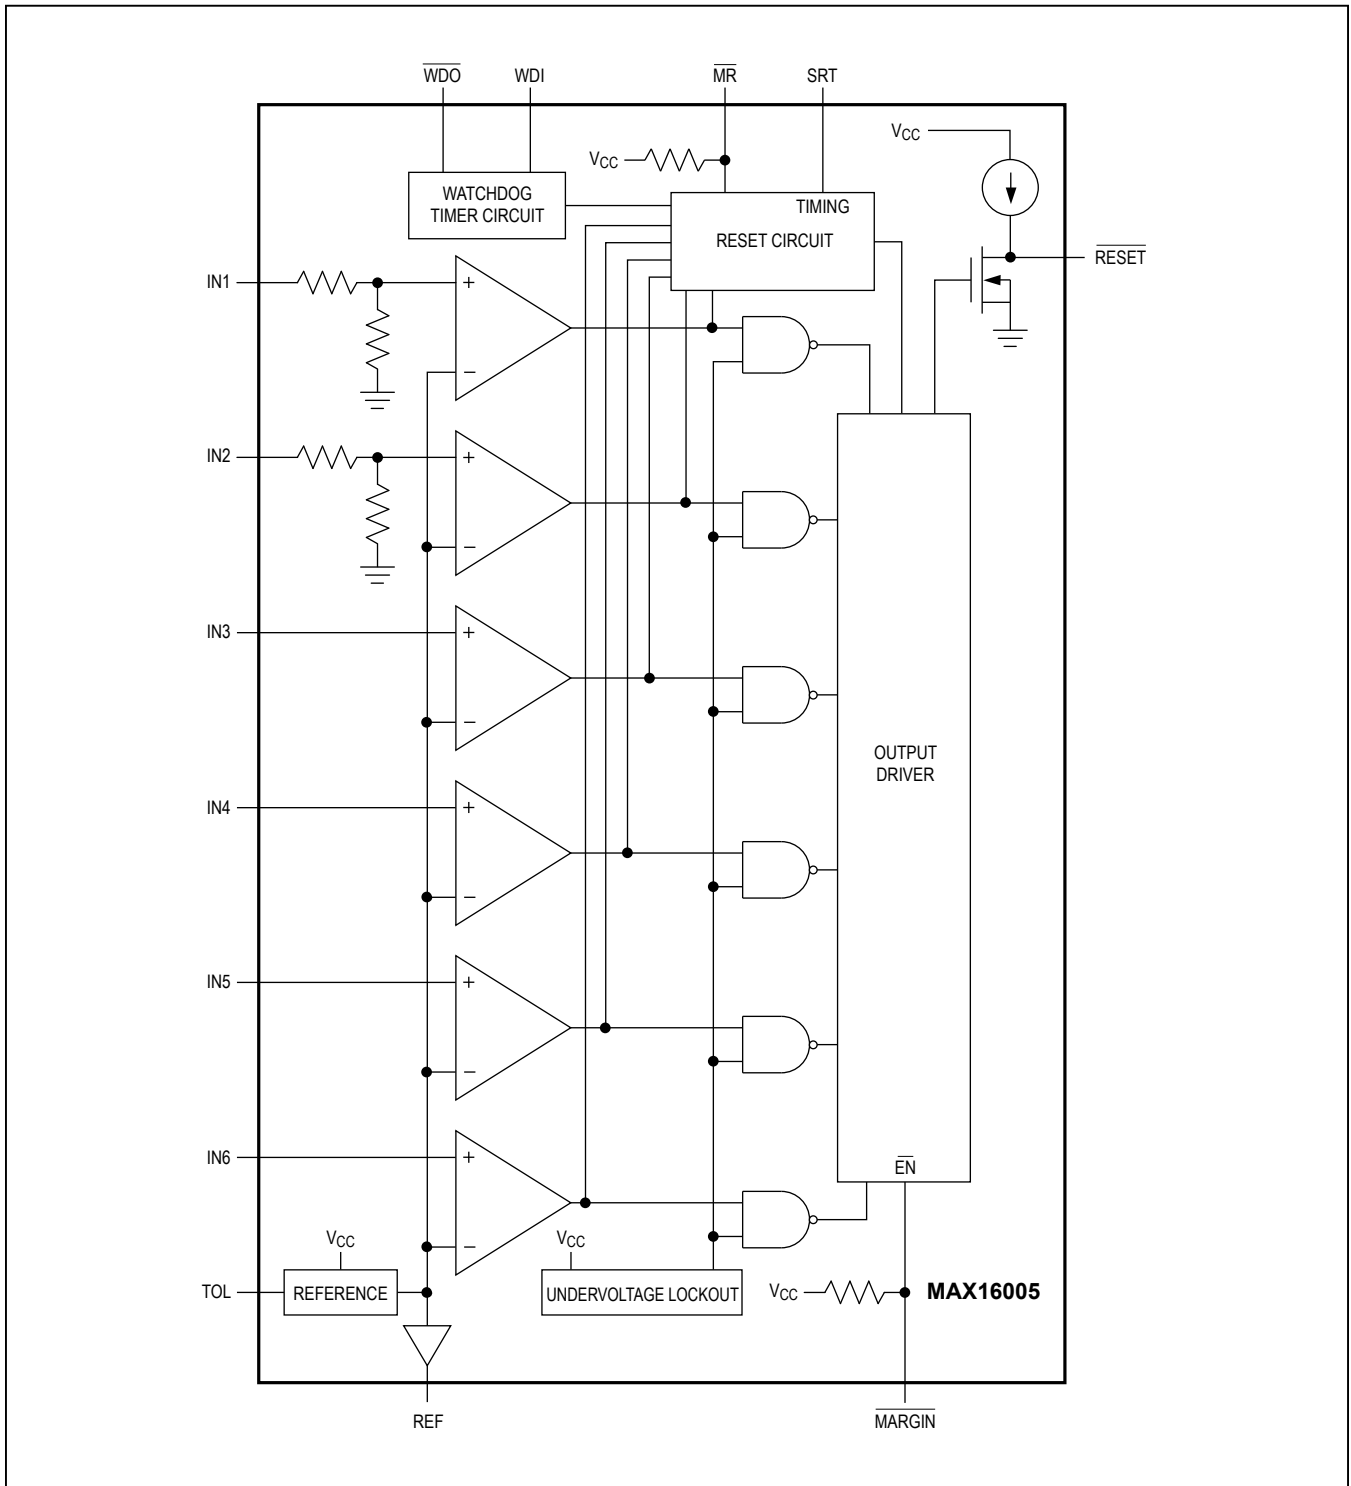 WDO WDI MR SRT
VCC
VCC
WATCHDOG
TIMER CIRCUIT
TIMING
RESET CIRCUIT
RESET
IN1
+
−
IN2
+
−
IN3
+
−
IN4
+
−
OUTPUT
DRIVER
IN5
+
−
IN6
+
−
EN
VCC
VCC
TOL
REFERENCE
UNDERVOLTAGE LOCKOUT
VCC
MAX16005
REF
MARGIN